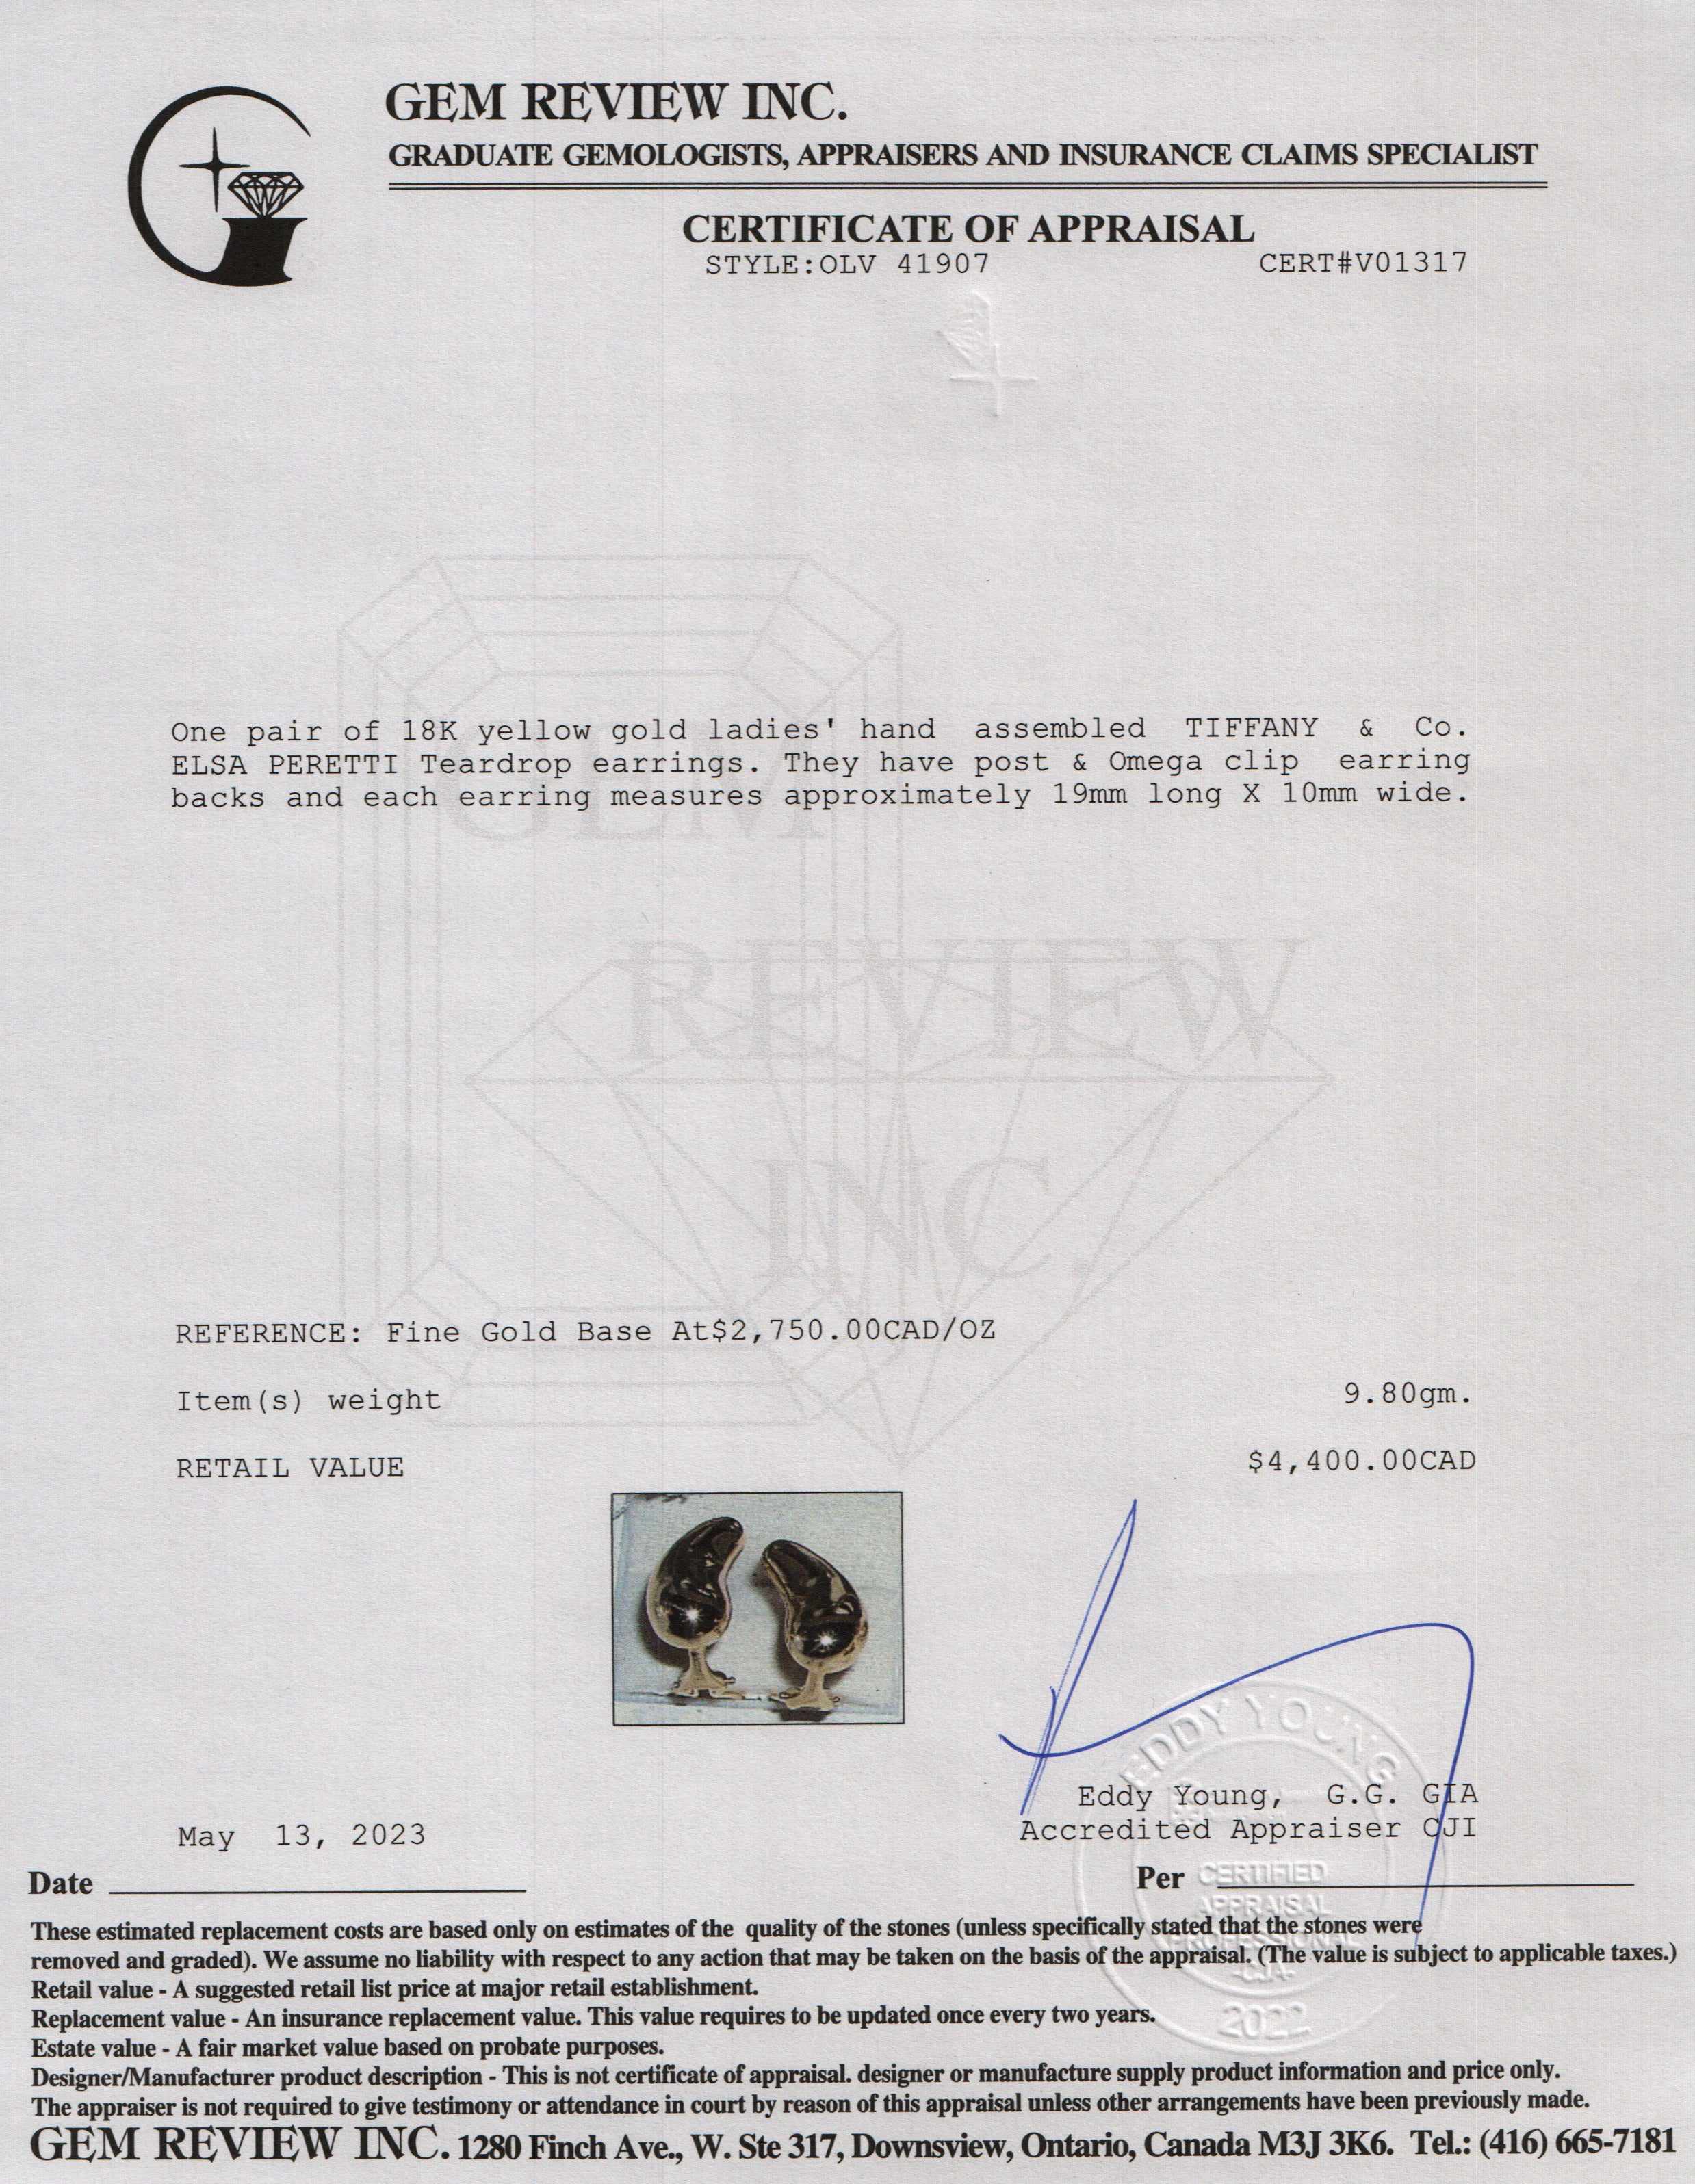 GEM REVIEW INC.
GRADUATE GEMOLOGISTS, APPRAISERS AND INSURANCE CLAIMS SPECIALIST
CERTIFICATE OF APPRAISAL
STYLE:OLV 41907 CERT#V01317
One pair of 18K yellow gold ladies' hand assembled TIFFANY & Co.
ELSA PERETTI Teardrop earrings. They have post & Omega clip earring
backs and each earring measures approximately 19mm long X 10mm wide.
GEM
REVIEW
INC.
REFERENCE: Fine Gold Base At$2,750.00CAD/OZ
Item(s) weight 9.80gm.
RETAIL VALUE $4,400.00CAD
EDDY YOUNG
Eddy Young, G.G. GIA
Accredited Appraiser CJI
May 13, 2023
Date
Per
CERTIFIED
APPRAISAL
PROFESSIONAL
2022
These estimated replacement costs are based only on estimates of the quality of the stones (unless specifically stated that the stones were
removed and graded). We assume no liability with respect to any action that may be taken on the basis of the appraisal. (The value is subject to applicable taxes.)
Retail value - A suggested retail list price at major retail establishment.
Replacement value - An insurance replacement value. This value requires to be updated once every two years.
Estate value - A fair market value based on probate purposes.
Designer/Manufacturer product description - This is not certificate of appraisal. designer or manufacture supply product information and price only.
The appraiser is not required to give testimony or attendance in court by reason of this appraisal unless other arrangements have been previously made.
GEM REVIEW INC. 1280 Finch Ave., W. Ste 317, Downsview, Ontario, Canada M3J 3K6. Tel.: (416) 665-7181